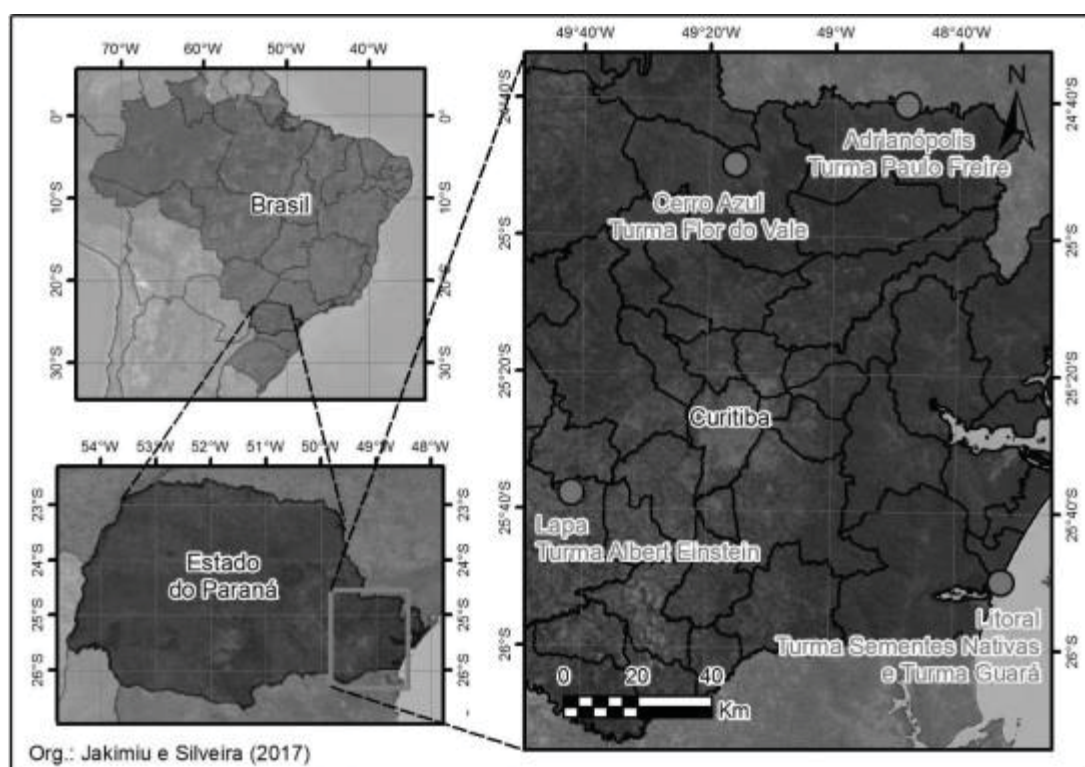 70°W 60°W 50°W 40°W
0°
10°S
20°S
30°S
0°
10°S
20°S
30°S
Brasil
54°W 53°W 52°W 51°W 50°W 49°W 48°W
23°S
24°S
25°S
26°S
23°S
24°S
25°S
26°S
Estado
do Paraná
Org.: Jakimiu e Silveira (2017)
49°40'W 49°20'W 49°W 48°40'W
24°40'S
25°S
25°20'S
25°40'S
26°S
24°40'S
25°S
25°20'S
25°40'S
26°S
N
Adrianópolis
Turma Paulo Freire
Cerro Azul
Turma Flor do Vale
Curitiba
Lapa
Turma Albert Einstein
Litoral
Turma Sementes Nativas
e Turma Guará
0 20 40
Km